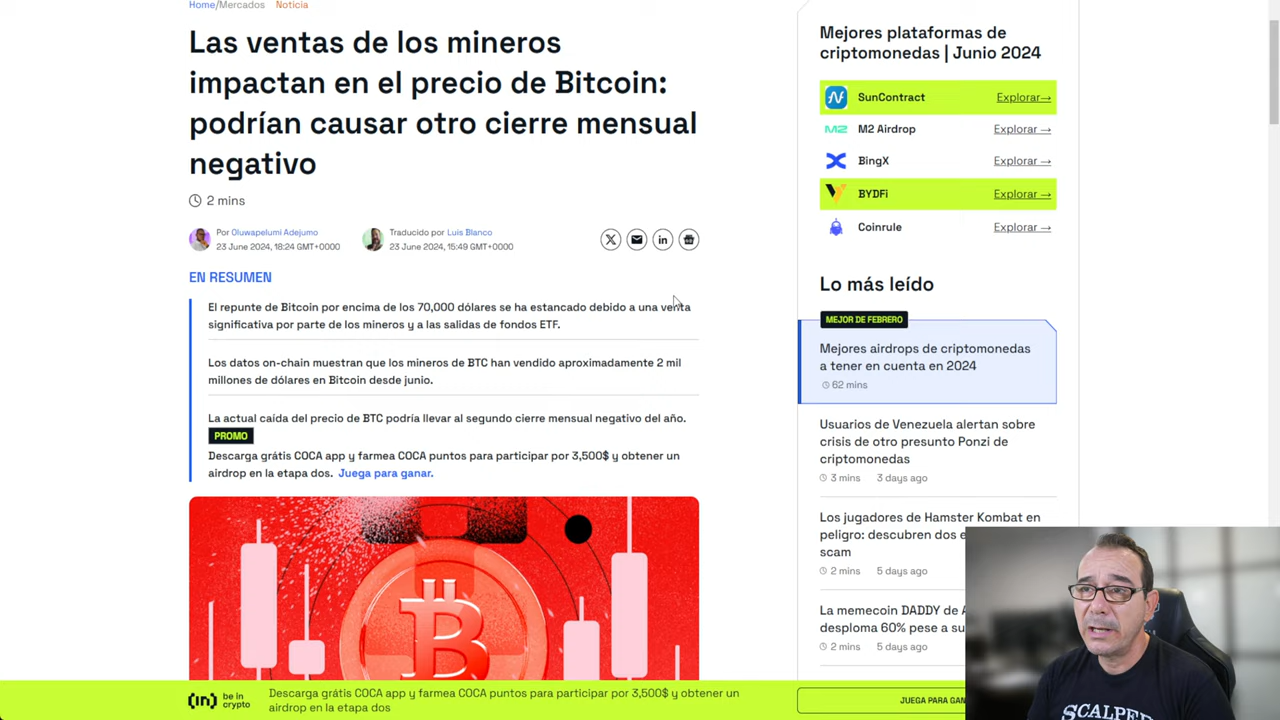 Home/Mercados Noticia
Las ventas de los mineros
impactan en el precio de Bitcoin:
podrían causar otro cierre mensual
negativo
2 mins
Por Oluwapelumi Adejumo
23 June 2024, 18:24 GMT+0000
Traducido por Luis Blanco
23 June 2024, 15:49 GMT+0000
EN RESUMEN
El repunte de Bitcoin por encima de los 70,000 dólares se ha estancado debido a una venta
significativa por parte de los mineros y a las salidas de fondos ETF.
Los datos on-chain muestran que los mineros de BTC han vendido aproximadamente 2 mil
millones de dólares en Bitcoin desde junio.
La actual caída del precio de BTC podría llevar al segundo cierre mensual negativo del año.
PROMO
Descarga grátis COCA app y farmea COCA puntos para participar por 3,500$ y obtener un
airdrop en la etapa dos. Juega para ganar.
Mejores plataformas de
criptomonedas | Junio 2024
SunContract Explorar→
M2 M2 Airdrop Explorar→
BingX Explorar→
BYDFi Explorar→
Coinrule Explorar→
Lo más leído
MEJOR DE FEBRERO
Mejores airdrops de criptomonedas
a tener en cuenta en 2024
62 mins
Usuarios de Venezuela alertan sobre
crisis de otro presunto Ponzi de
criptomonedas
3 mins 3 days ago
Los jugadores de Hamster Kombat en
peligro: descubren dos e
scam
2 mins 5 days ago
La memecoin DADDY de A
desploma 60% pese a su
2 mins 5 days ago
be in
crypto
Descarga grátis COCA app y farmea COCA puntos para participar por 3,500$ y obtener un
airdrop en la etapa dos
JUEGA PARA GAN
SCALPER